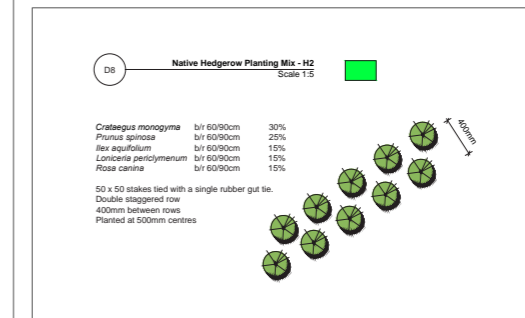 D8
Native Hedgerow Planting Mix - H2
Scale 1:5
Crataegus monogyma b/r 60/90cm 30%
Prunus spinosa b/r 60/90cm 25%
Ilex aquifolium b/r 60/90cm 15%
Loniceria periclymenum b/r 60/90cm 15%
Rosa canina b/r 60/90cm 15%
50 x 50 stakes tied with a single rubber gut tie.
Double staggered row
400mm between rows
Planted at 500mm centres
400mm